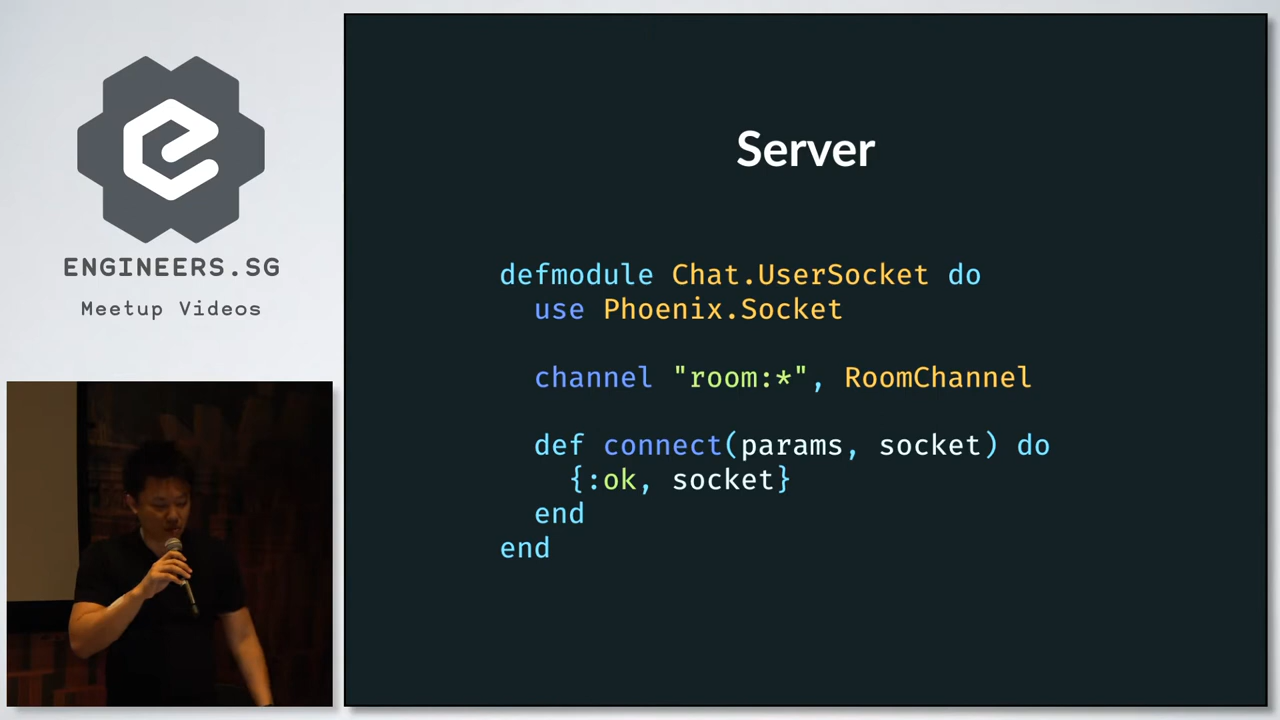 ENGINEERS.SG
Meetup Videos
Server
defmodule Chat.UserSocket do
  use Phoenix.Socket
  channel "room:*", RoomChannel
  def connect(params, socket) do
    {:ok, socket}
  end
end